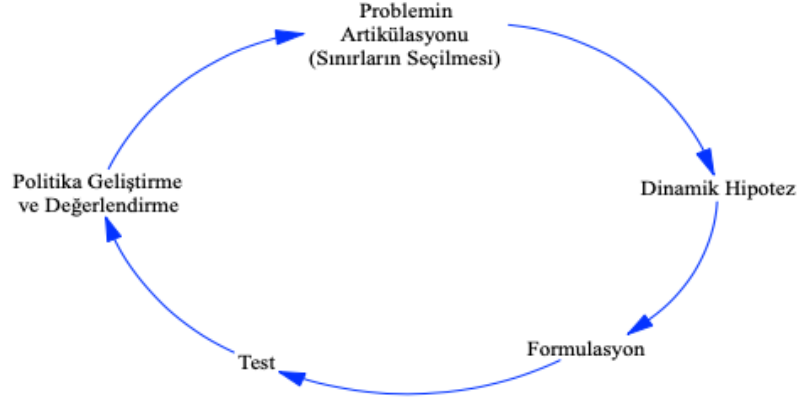 Problemin
Artikülasyonu
(Sınırların Seçilmesi)
Politika Geliştirme
ve Değerlendirme
Dinamik Hipotez
Formulasyon
Test